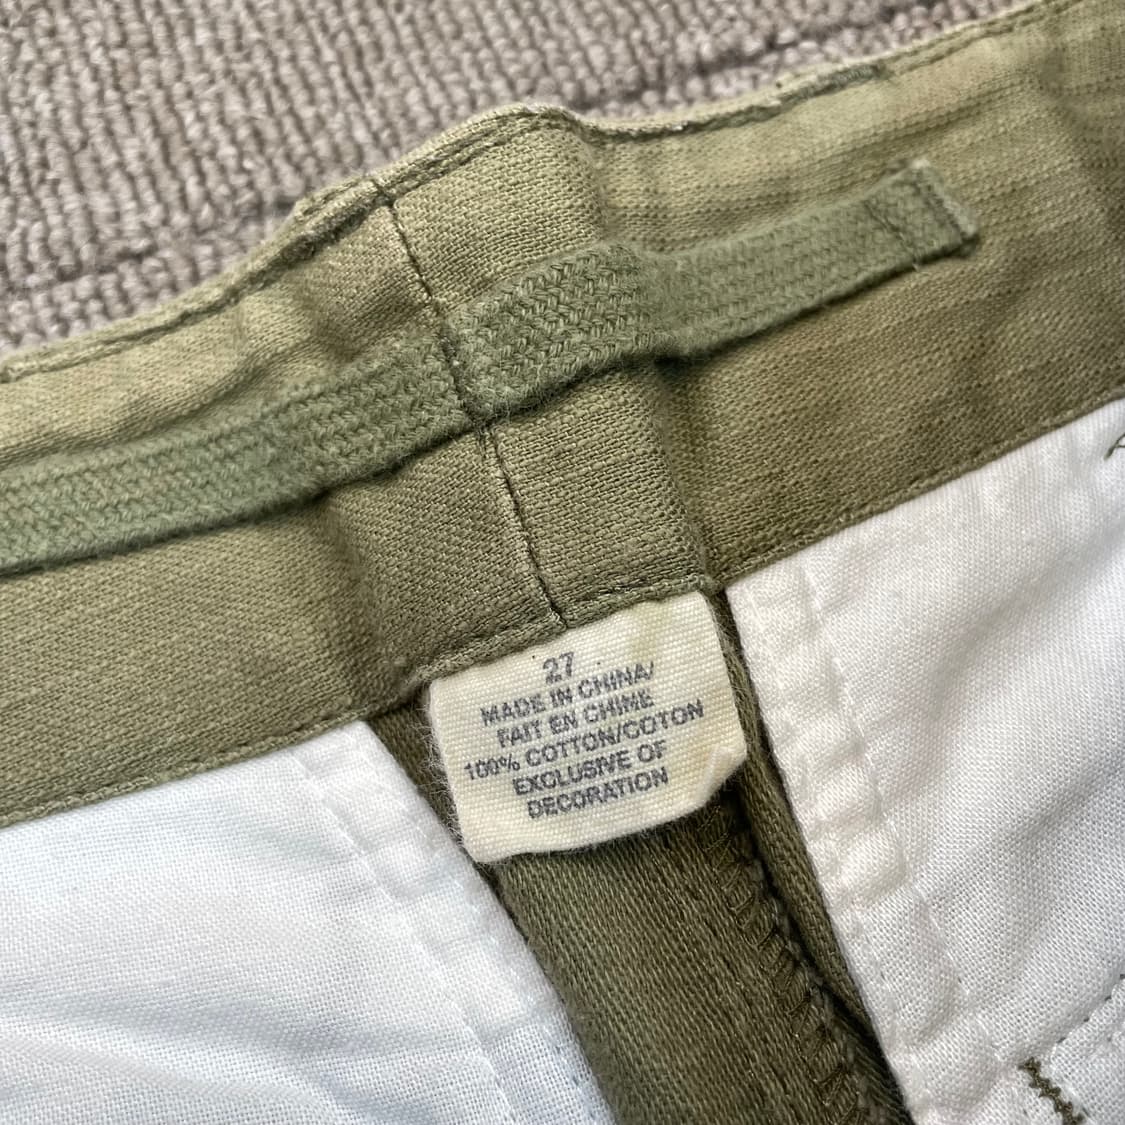 27
MADE IN CHINA/
FAIT EN CHINE
100% COTTON/COTON
EXCLUSIVE OF
DECORATION